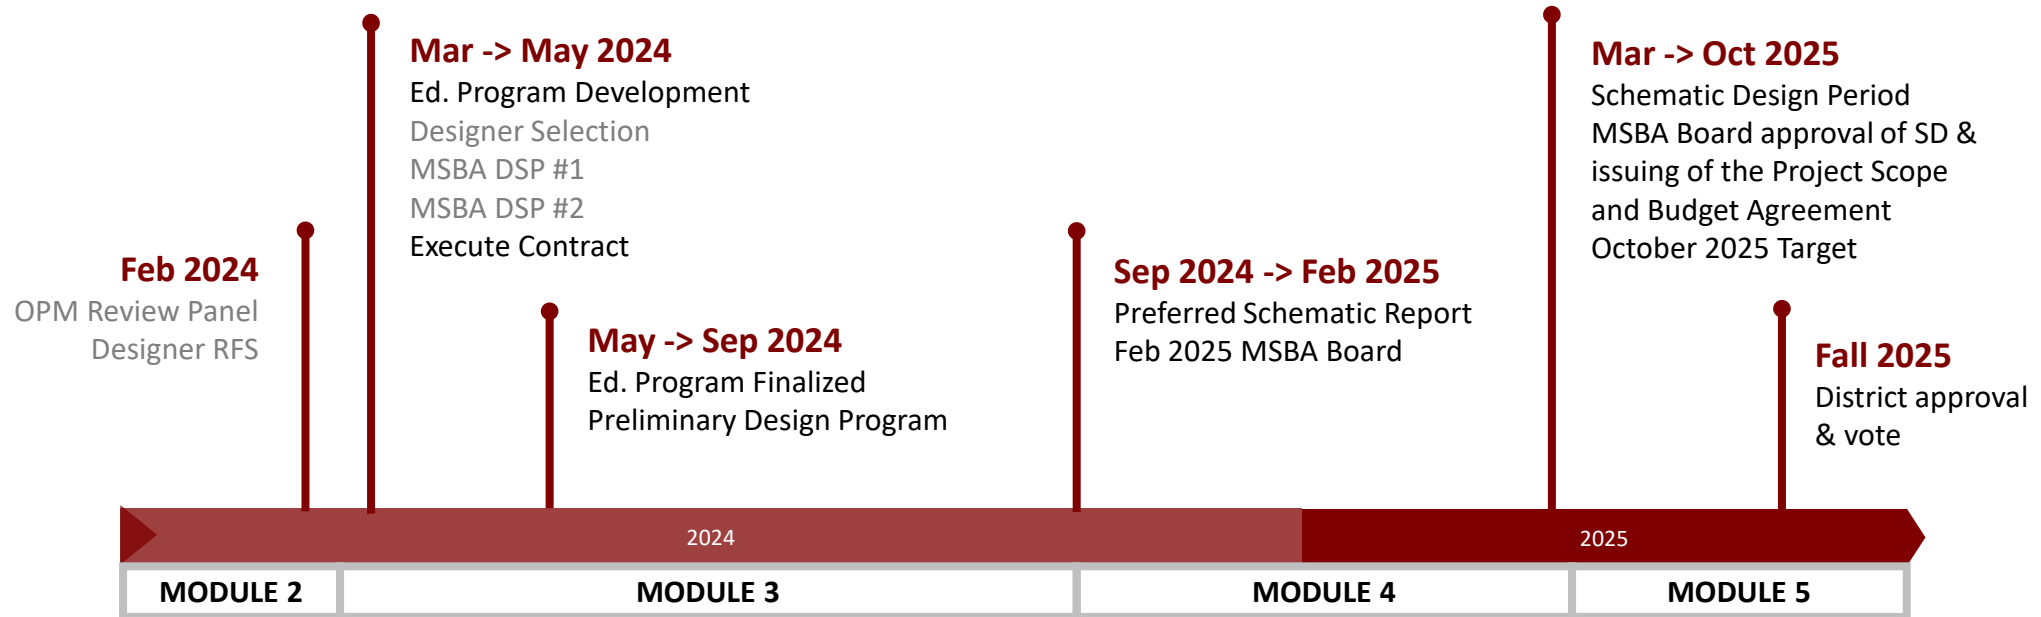 Feb 2024
OPM Review Panel
Designer RFS
Mar -> May 2024
Ed. Program Development
Designer Selection
MSBA DSP #1
MSBA DSP #2
Execute Contract
May -> Sep 2024
Ed. Program Finalized
Preliminary Design Program
Sep 2024 -> Feb 2025
Preferred Schematic Report
Feb 2025 MSBA Board
Mar -> Oct 2025
Schematic Design Period
MSBA Board approval of SD &
issuing of the Project Scope
and Budget Agreement
October 2025 Target
Fall 2025
District approval
& vote
2024
2025
MODULE 2
MODULE 3
MODULE 4
MODULE 5